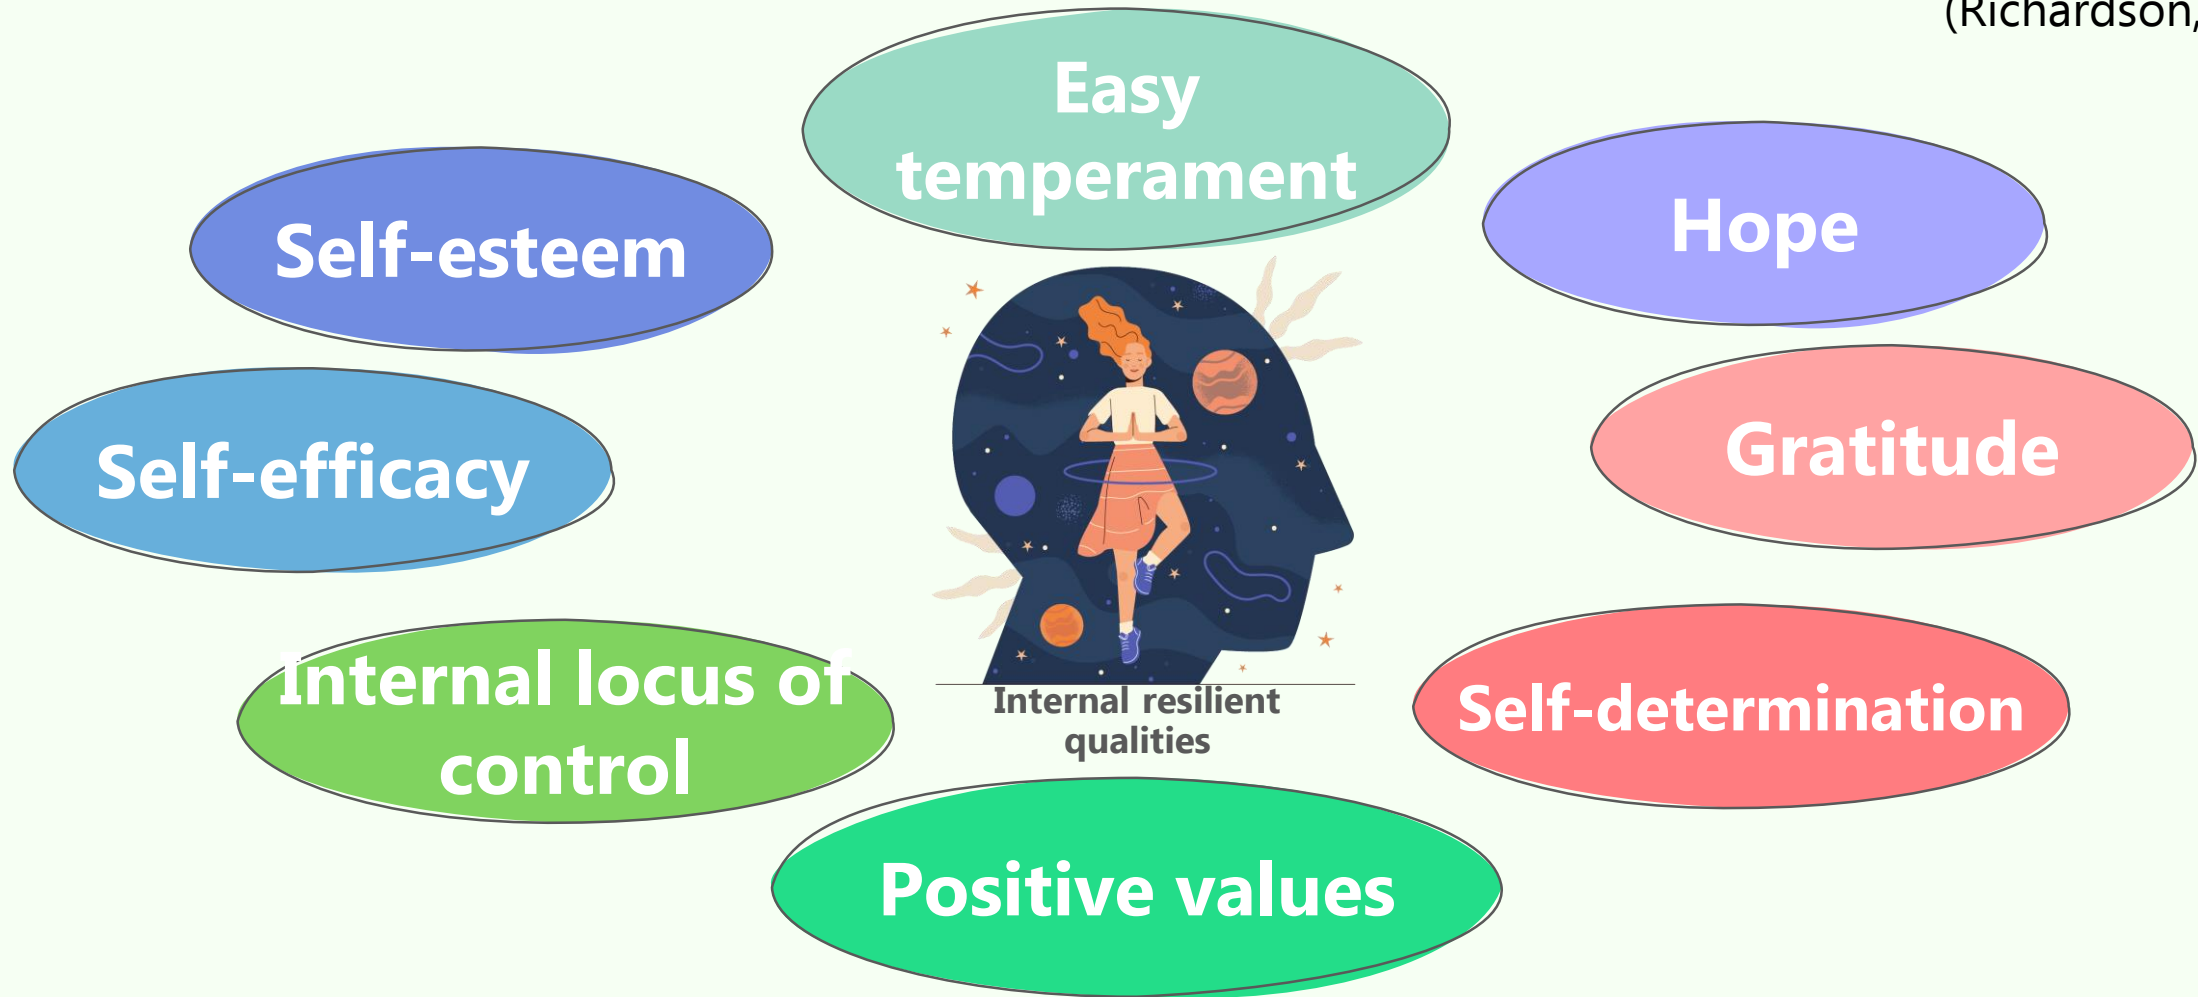 (Richardson,
Easy
temperament
Self-esteem
Hope
Self-efficacy
Gratitude
Internal locus of
control
Internal resilient
qualities
Self-determination
Positive values